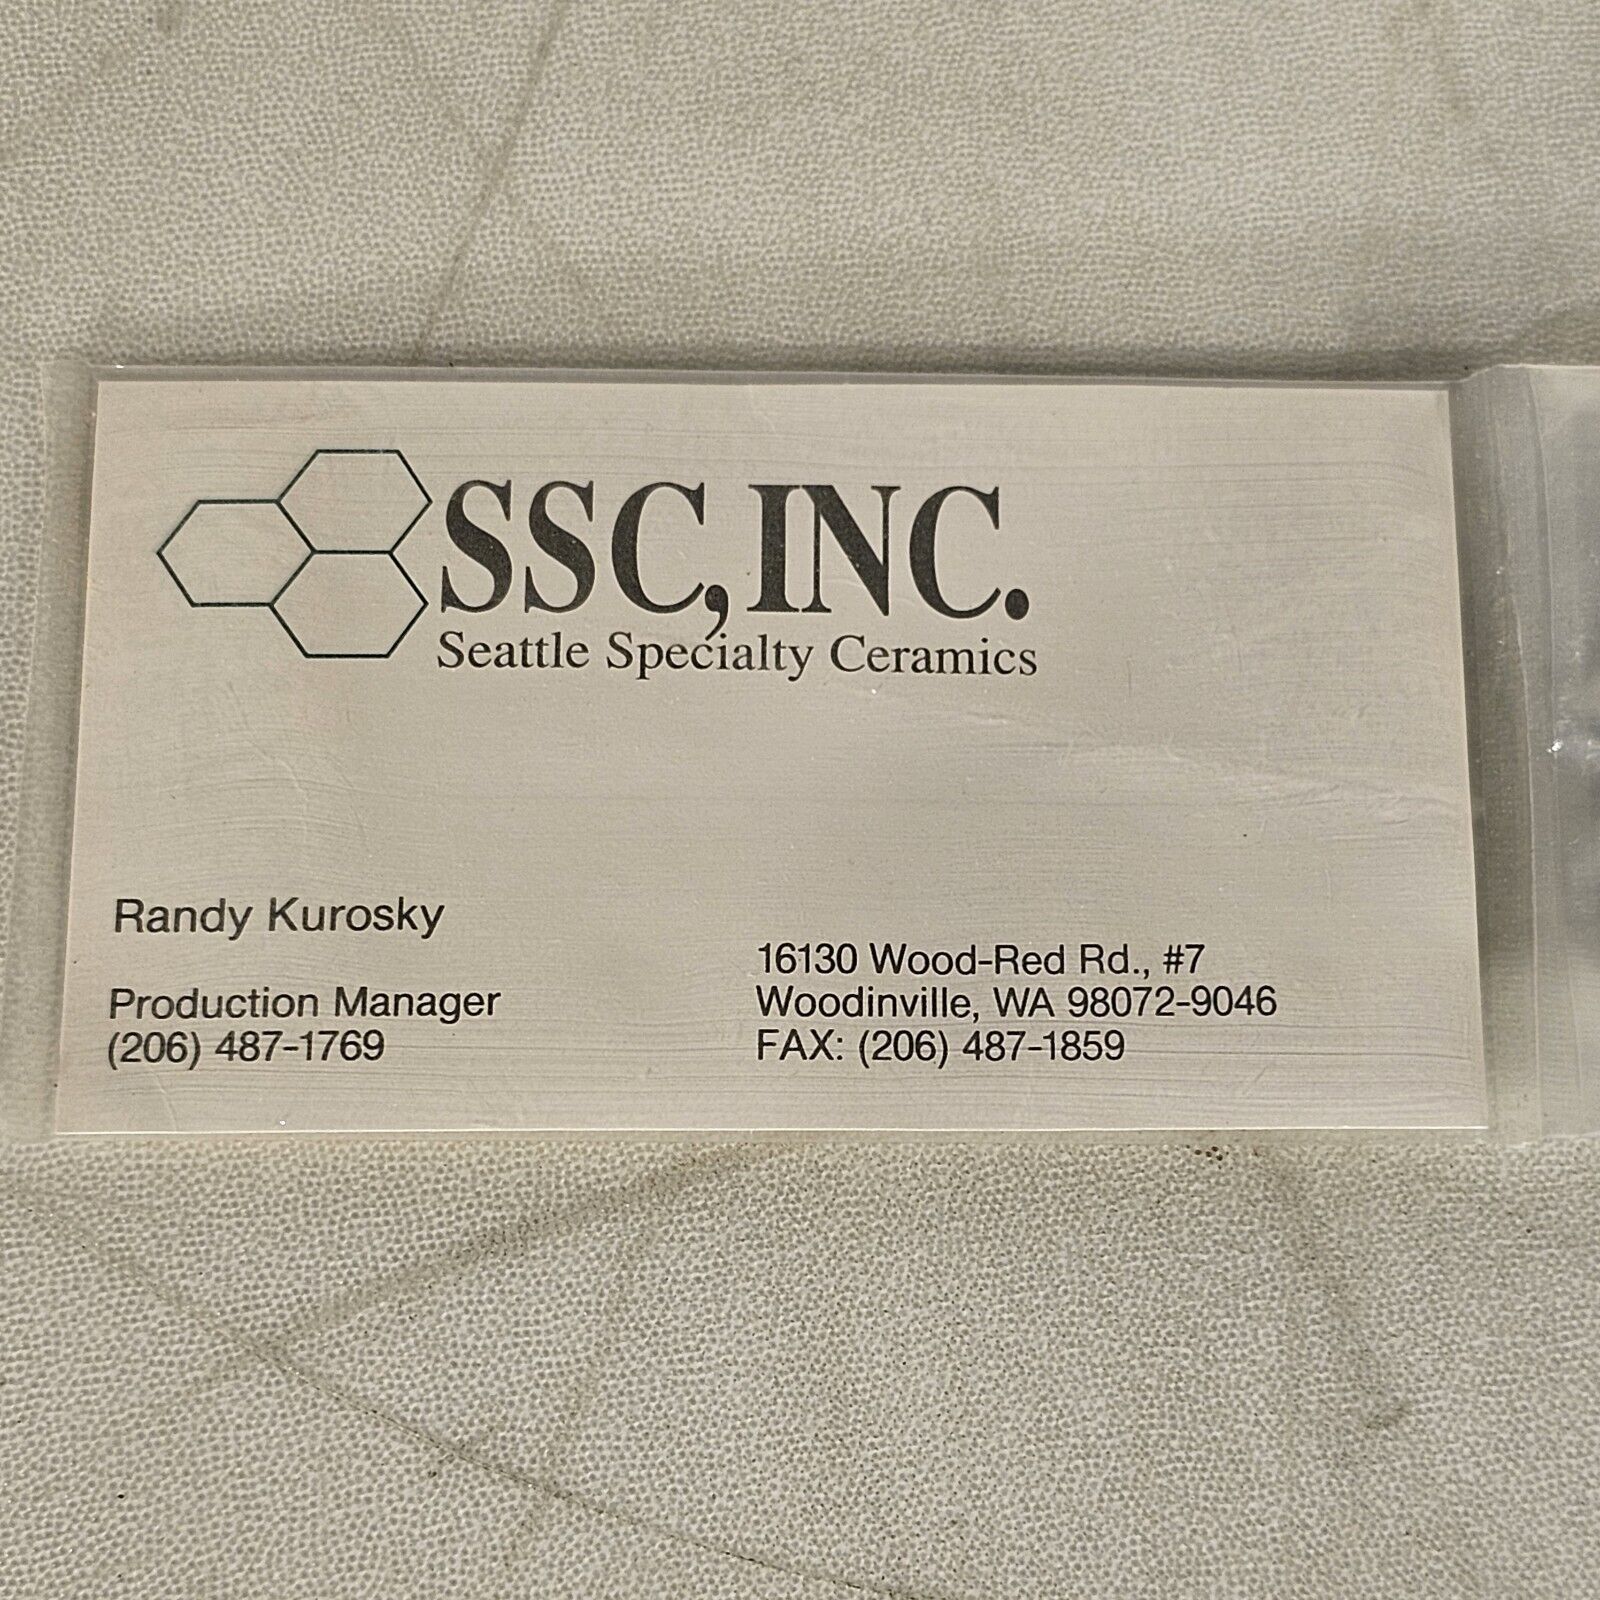 SSC, INC.
Seattle Specialty Ceramics
Randy Kurosky
Production Manager
(206) 487-1769
16130 Wood-Red Rd., #7
Woodinville, WA 98072-9046
FAX: (206) 487-1859